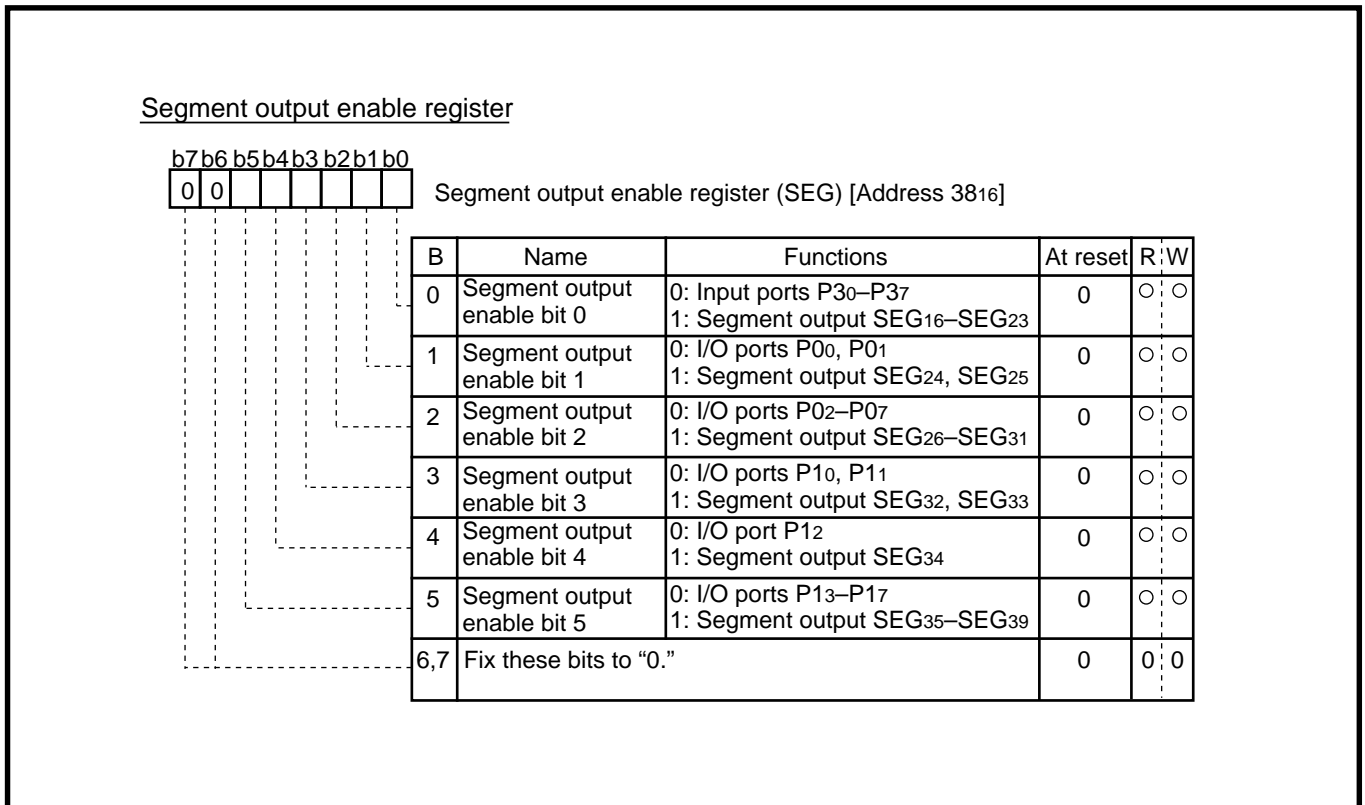 Segment output enable register
b7 b6 b5 b4 b3 b2 b1 b0
0 0
Segment output enable register (SEG) [Address 3816]
B Name Functions At reset R W
0 Segment output enable bit 0 0: Input ports P30–P37 0 ○ ○
1: Segment output SEG16–SEG23
1 Segment output enable bit 1 0: I/O ports P00, P01 0 ○ ○
1: Segment output SEG24, SEG25
2 Segment output enable bit 2 0: I/O ports P02–P07 0 ○ ○
1: Segment output SEG26–SEG31
3 Segment output enable bit 3 0: I/O ports P10, P11 0 ○ ○
1: Segment output SEG32, SEG33
4 Segment output enable bit 4 0: I/O port P12 0 ○ ○
1: Segment output SEG34
5 Segment output enable bit 5 0: I/O ports P13–P17 0 ○ ○
1: Segment output SEG35–SEG39
6,7 Fix these bits to “0.” 0 0 0